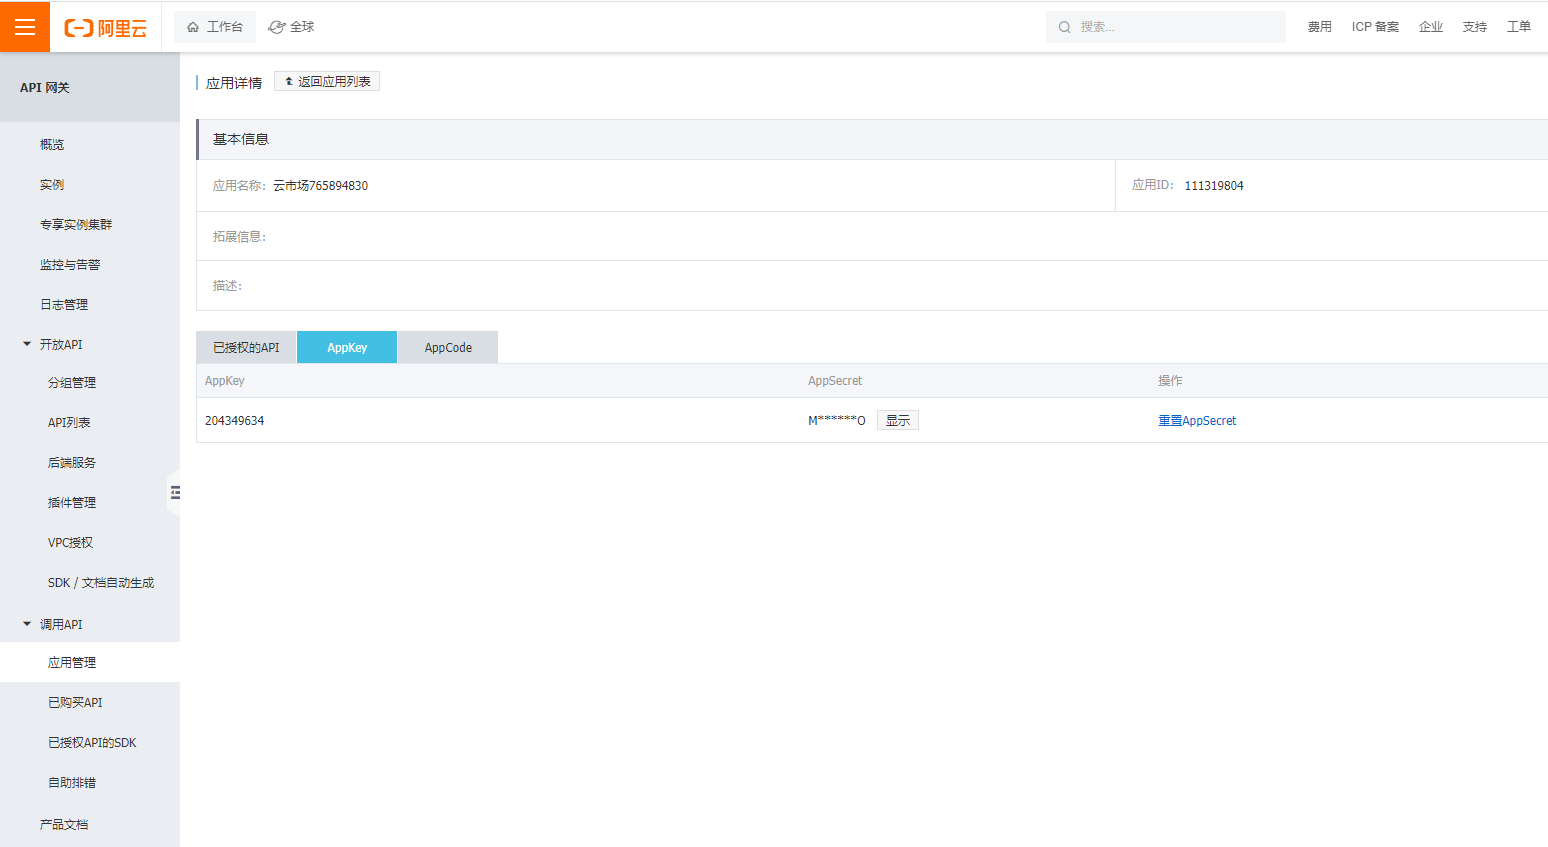 阿里云
工作台
全球
搜索...
费用
ICP 备案
企业
支持
工单
API 网关
概览
实例
专享实例集群
监控与告警
日志管理
开放API
分组管理
API列表
后端服务
插件管理
VPC授权
SDK / 文档自动生成
调用API
应用管理
已购买API
已授权API的SDK
自助排错
产品文档
应用详情
返回应用列表
基本信息
应用名称: 云市场765894830
应用ID: 111319804
拓展信息:
描述:
已授权的API
AppKey
AppCode
AppKey
AppSecret
操作
204349634
M******O
显示
重置AppSecret